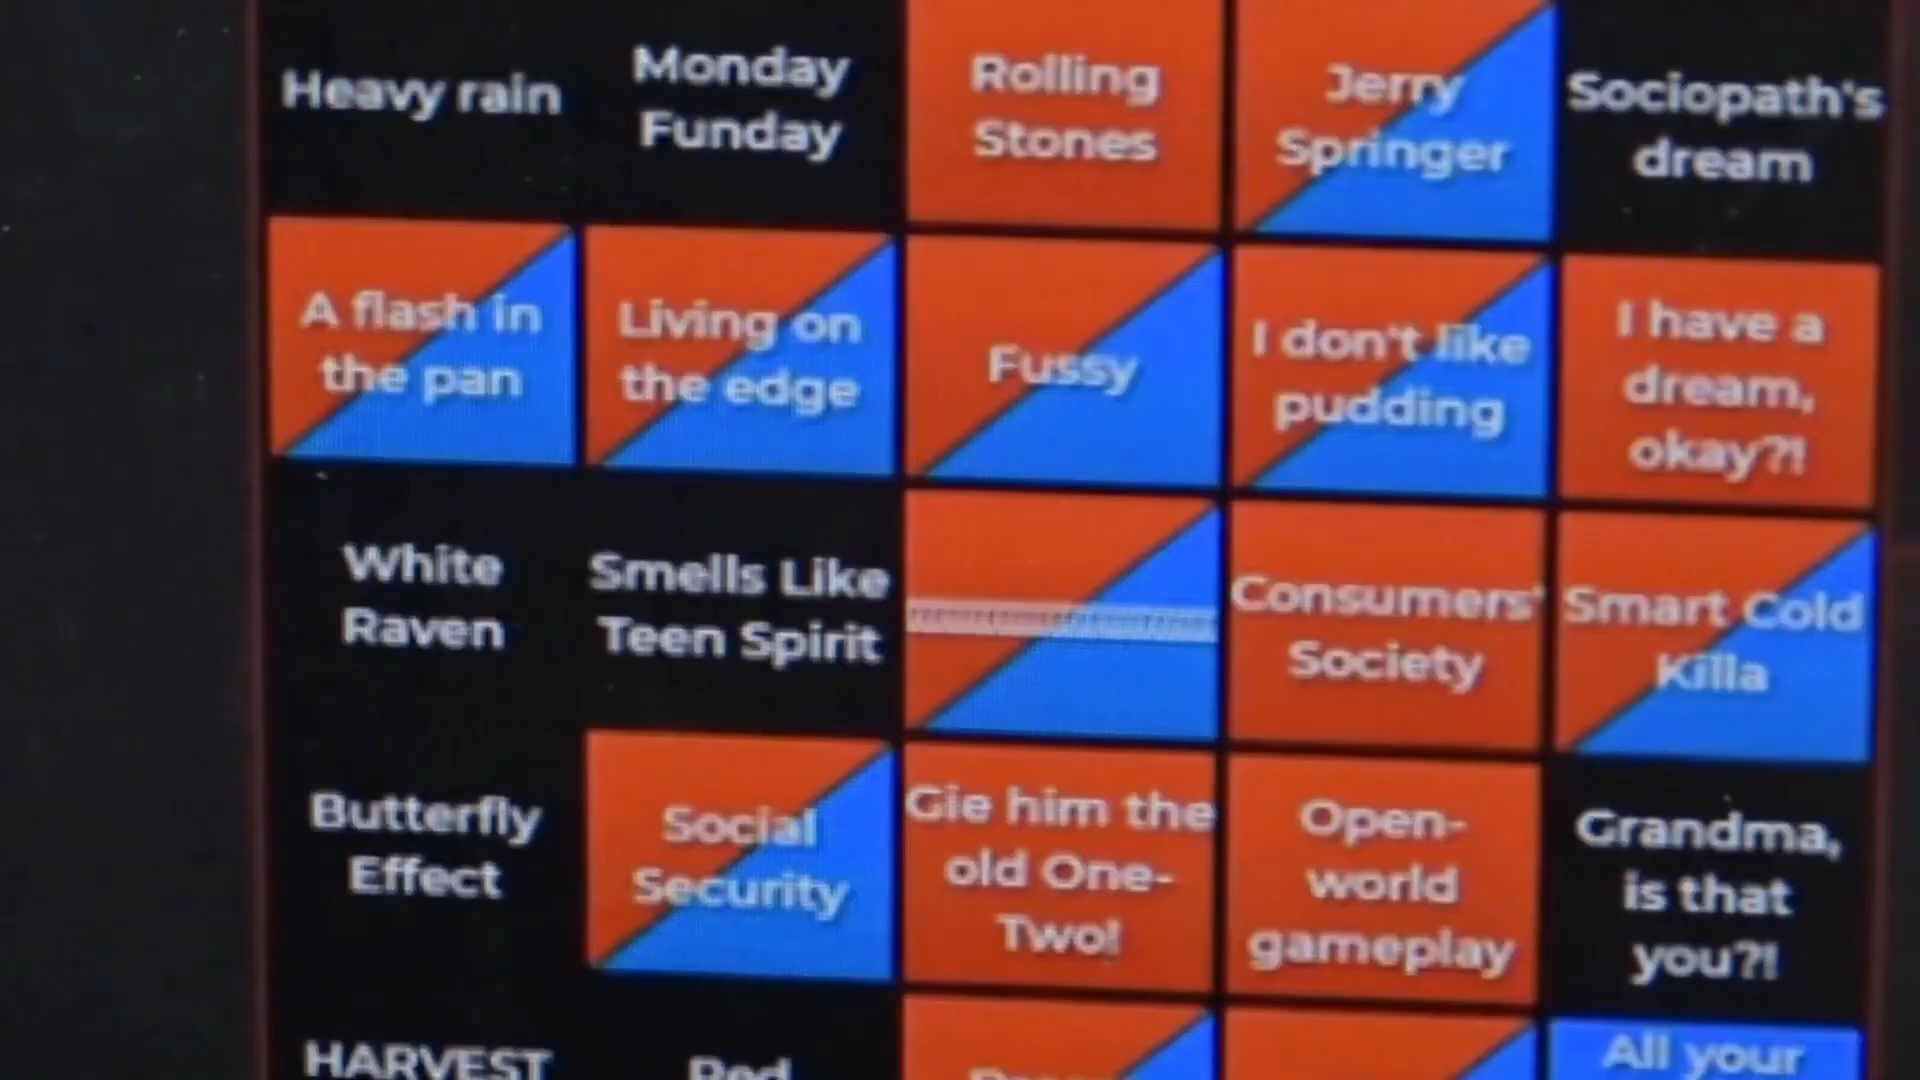 Heavy rain
Monday
Funday
Rolling
Stones
Jerry
Springer
Sociopath's
dream
A flash in
the pan
Living on
the edge
Fussy
I don't like
pudding
I have a
dream,
okay?!
White
Raven
Smells Like
Teen Spirit
Consumers'
Society
Smart Cold
Killa
Butterfly
Effect
Social
Security
Gie him the
old One-
Two!
Open-
world
gameplay
Grandma,
is that
you?!
HARVEST
Red
All your